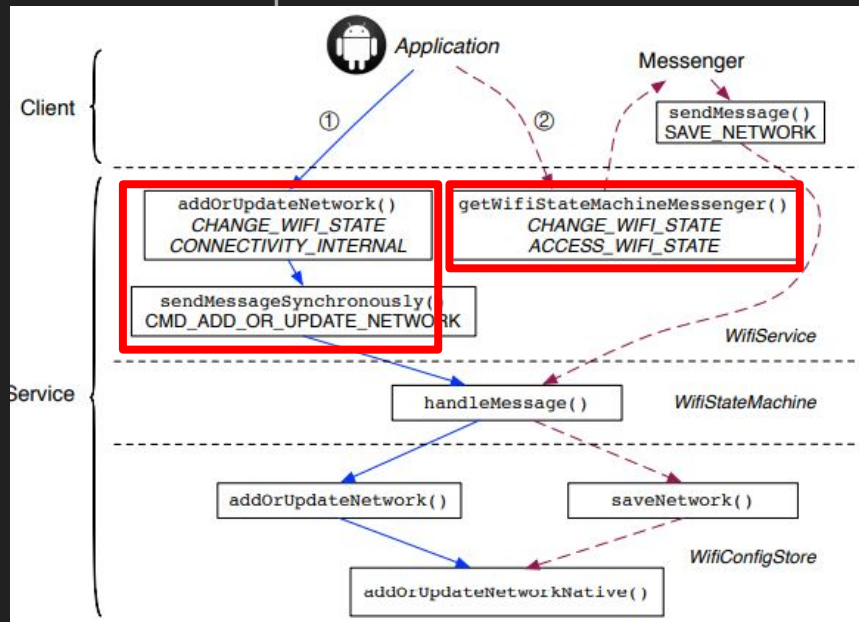 Application
Messenger
Client
①
②
sendMessage()
SAVE_NETWORK
addOrUpdateNetwork()
CHANGE_WIFI_STATE
CONNECTIVITY_INTERNAL
getWifiStateMachineMessenger()
CHANGE_WIFI_STATE
ACCESS_WIFI_STATE
sendMessageSynchronously()
CMD_ADD_OR_UPDATE_NETWORK
WifiService
Service
handleMessage()
WifiStateMachine
addOrUpdateNetwork()
saveNetwork()
WifiConfigStore
addOrUpdateNetworkNative()